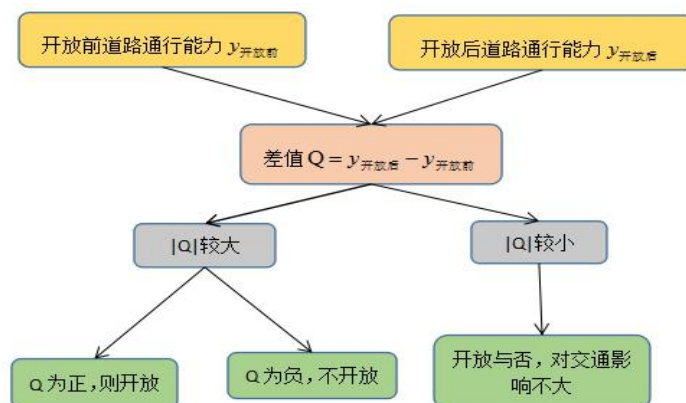 开放前道路通行能力 y开放前
开放后道路通行能力 y开放后
差值 Q = y开放后 − y开放前
|Q|较大
|Q|较小
Q 为正，则开放
Q 为负，不开放
开放与否，对交通影
响不大